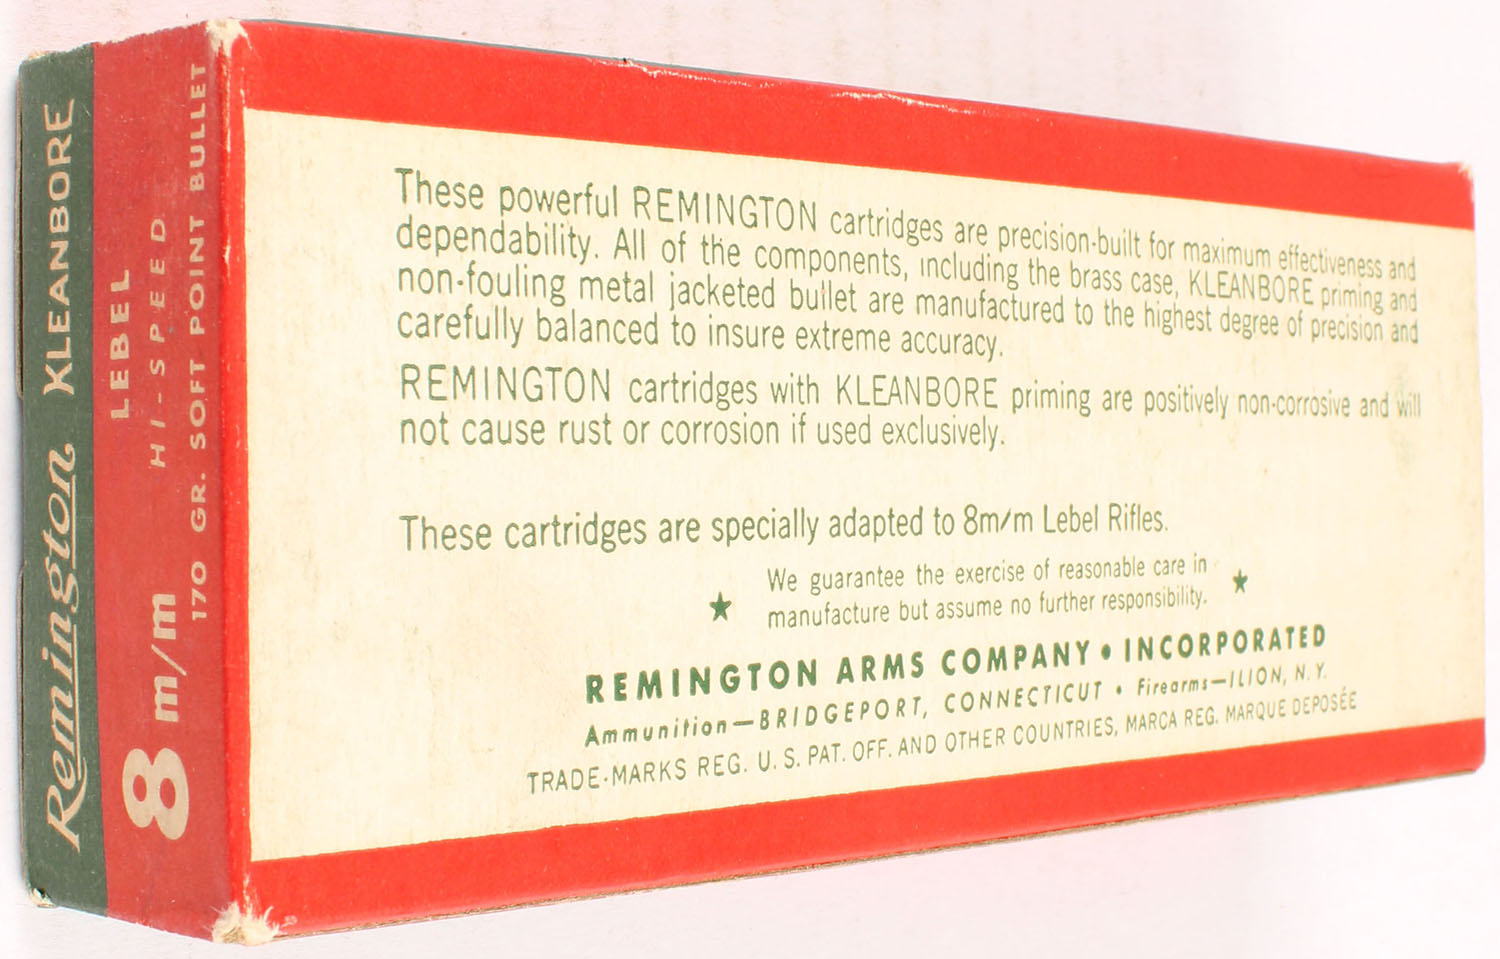 Remington KLEANBORE
8 m/m LEBEL
HI-SPEED
170 GR. SOFT POINT BULLET
These powerful REMINGTON cartridges are precision-built for maximum effectiveness and
dependability. All of the components, including the brass case, KLEANBORE priming and
non-fouling metal jacketed bullet are manufactured to the highest degree of precision and
carefully balanced to insure extreme accuracy.
REMINGTON cartridges with KLEANBORE priming are positively non-corrosive and will
not cause rust or corrosion if used exclusively.
These cartridges are specially adapted to 8m/m Lebel Rifles.
We guarantee the exercise of reasonable care in
manufacture but assume no further responsibility.
REMINGTON ARMS COMPANY • INCORPORATED
Ammunition—BRIDGEPORT, CONNECTICUT • Firearms—ILION, N.Y.
TRADE-MARKS REG. U.S. PAT. OFF. AND OTHER COUNTRIES, MARCA REG. MARQUE DEPOSÉE